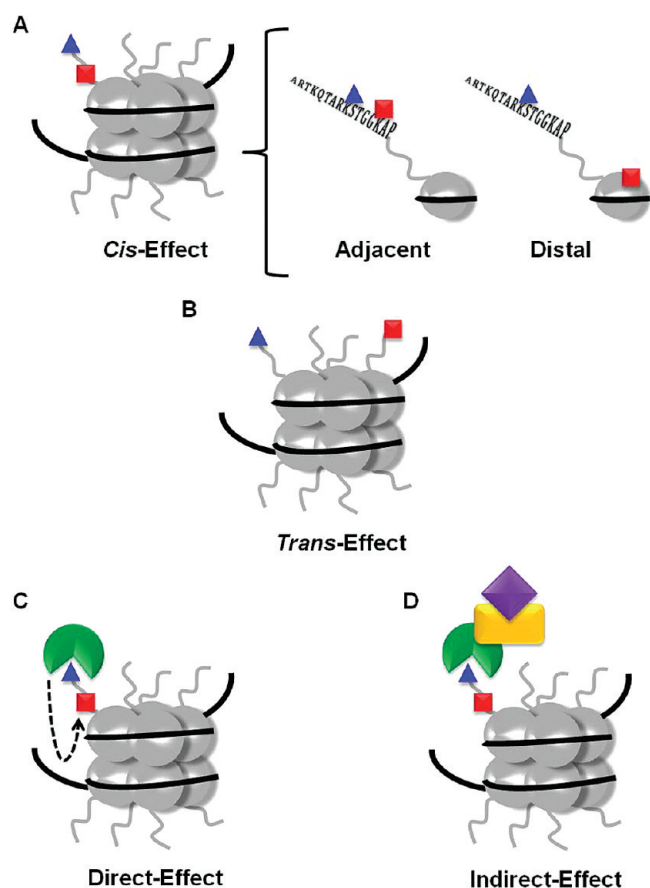 A
ARTKQTARKSTGGKAP
ARTKQTARKSTGGKAP
Cis-Effect
Adjacent
Distal
B
Trans-Effect
C
D
Direct-Effect
Indirect-Effect